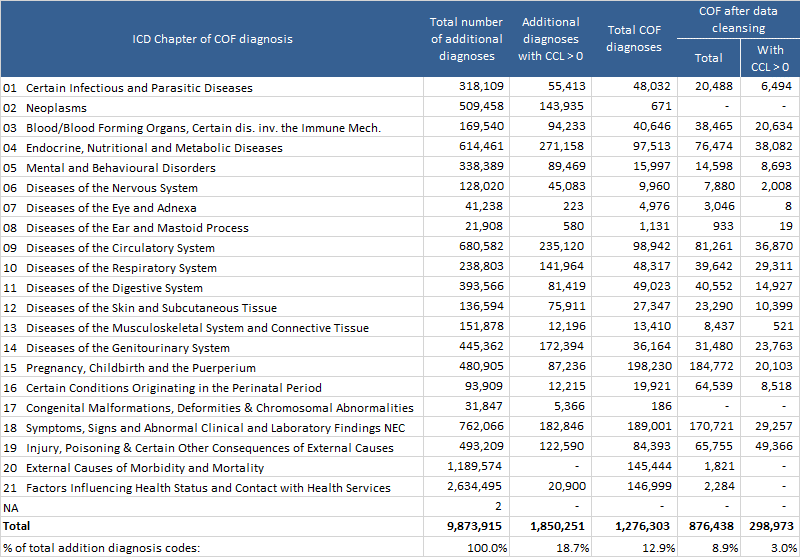 ICD Chapter of COF diagnosis | Total number of additional diagnoses | Additional diagnoses with CCL > 0 | Total COF diagnoses | COF after data cleansing
Total | With CCL > 0
01 Certain Infectious and Parasitic Diseases 318,109 55,413 48,032 20,488 6,494
02 Neoplasms 509,458 143,935 671 - -
03 Blood/Blood Forming Organs, Certain dis. inv. the Immune Mech. 169,540 94,233 40,646 38,465 20,634
04 Endocrine, Nutritional and Metabolic Diseases 614,461 271,158 97,513 76,474 38,082
05 Mental and Behavioural Disorders 338,389 89,469 15,997 14,598 8,693
06 Diseases of the Nervous System 128,020 45,083 9,960 7,880 2,008
07 Diseases of the Eye and Adnexa 41,238 223 4,976 3,046 8
08 Diseases of the Ear and Mastoid Process 21,908 580 1,131 933 19
09 Diseases of the Circulatory System 680,582 235,120 98,942 81,261 36,870
10 Diseases of the Respiratory System 238,803 141,964 48,317 39,642 29,311
11 Diseases of the Digestive System 393,566 81,419 49,023 40,552 14,927
12 Diseases of the Skin and Subcutaneous Tissue 136,594 75,911 27,347 23,290 10,399
13 Diseases of the Musculoskeletal System and Connective Tissue 151,878 12,196 13,410 8,437 521
14 Diseases of the Genitourinary System 445,362 172,394 36,164 31,480 23,763
15 Pregnancy, Childbirth and the Puerperium 480,905 87,236 198,230 184,772 20,103
16 Certain Conditions Originating in the Perinatal Period 93,909 12,215 19,921 64,539 8,518
17 Congenital Malformations, Deformities & Chromosomal Abnormalities 31,847 5,366 186 - -
18 Symptoms, Signs and Abnormal Clinical and Laboratory Findings NEC 762,066 182,846 189,001 170,721 29,257
19 Injury, Poisoning & Certain Other Consequences of External Causes 493,209 122,590 84,393 65,755 49,366
20 External Causes of Morbidity and Mortality 1,189,574 - 145,444 1,821 -
21 Factors Influencing Health Status and Contact with Health Services 2,634,495 20,900 146,999 2,284 -
NA 2 - - - -
Total 9,873,915 1,850,251 1,276,303 876,438 298,973
% of total addition diagnosis codes: 100.0% 18.7% 12.9% 8.9% 3.0%